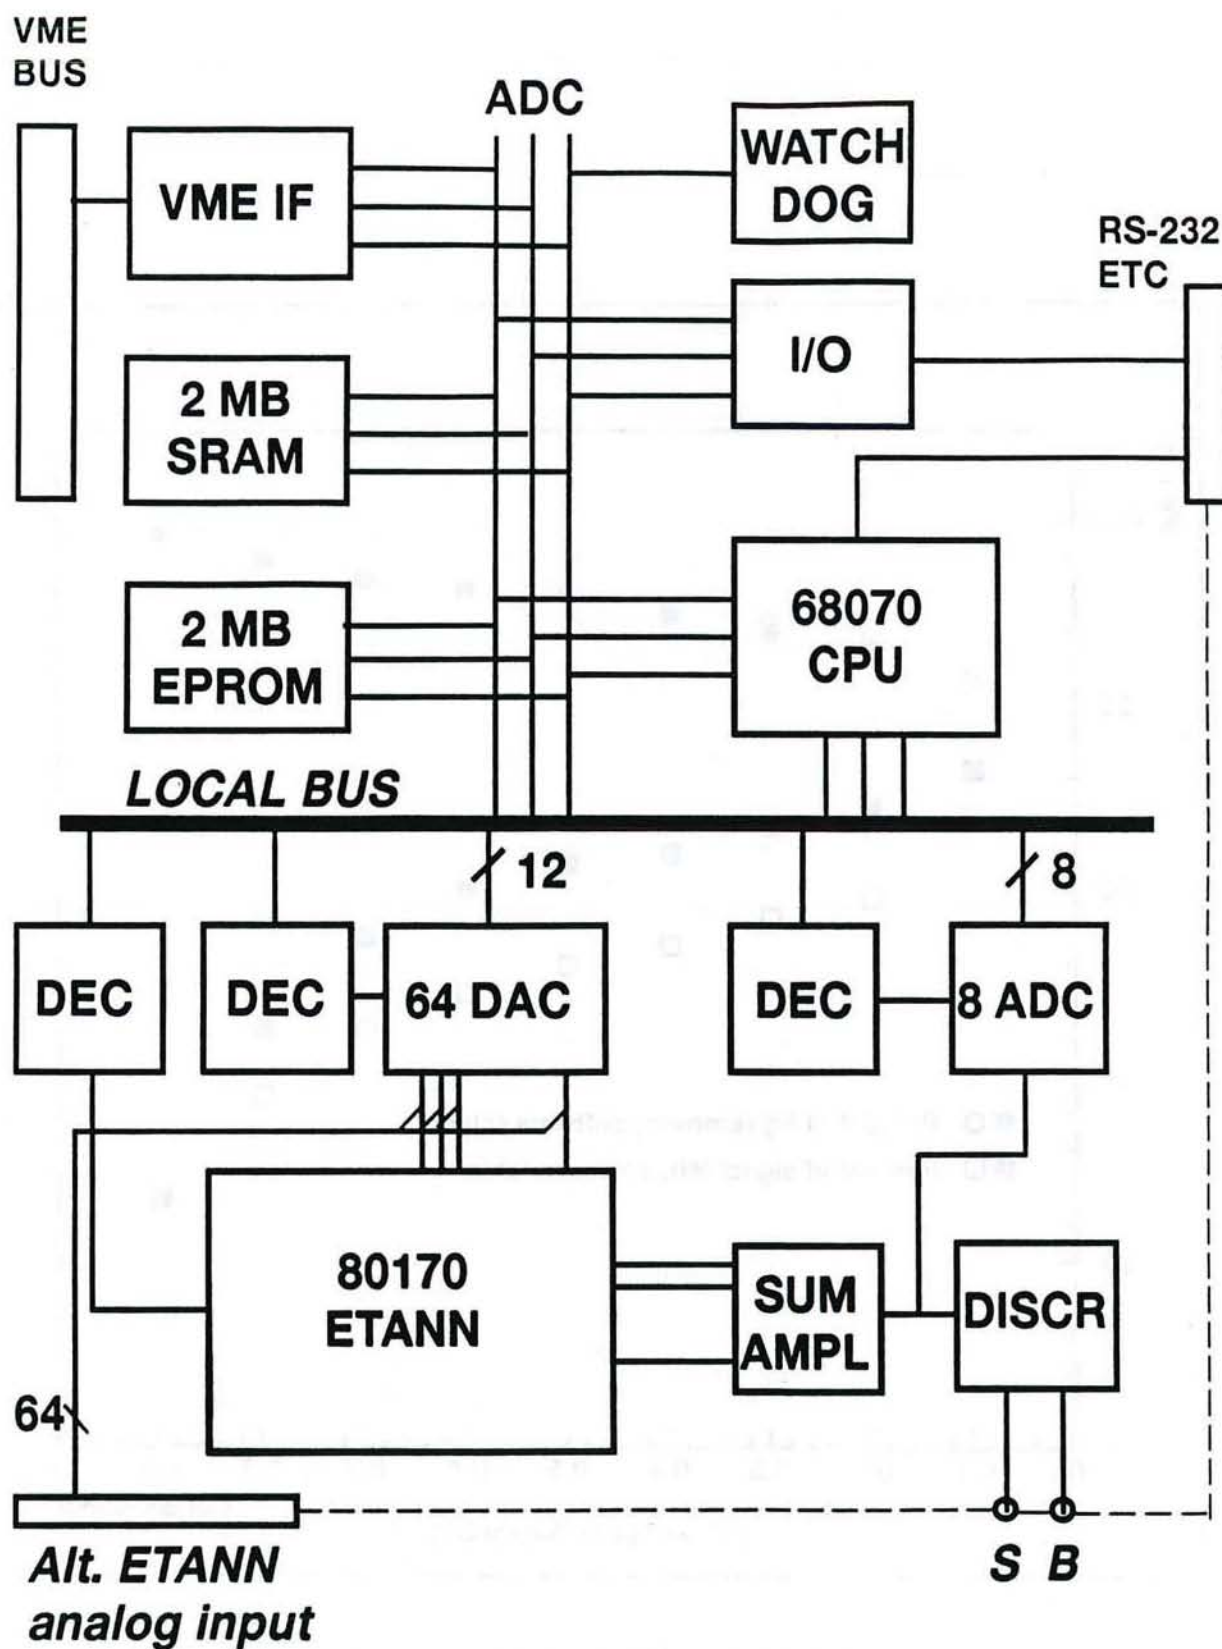 VME
BUS
ADC
VME IF
WATCH
DOG
RS-232
ETC
I/O
2 MB
SRAM
68070
CPU
2 MB
EPROM
LOCAL BUS
12
8
DEC
DEC
64 DAC
DEC
8 ADC
80170
ETANN
SUM
AMPL
DISCR
64
Alt. ETANN
analog input
S
B